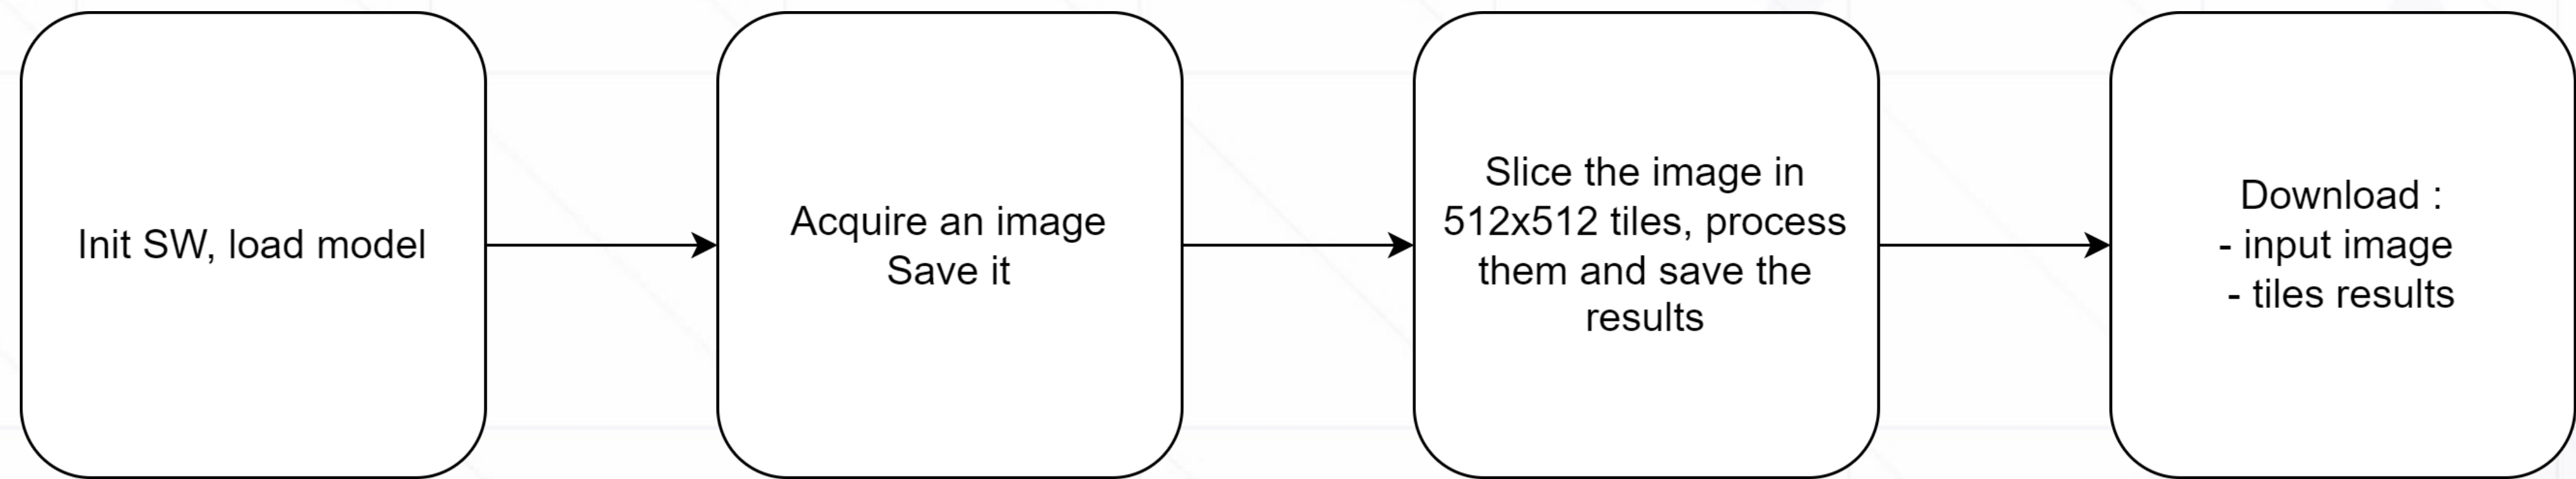 Init SW, load model
Acquire an image
Save it
Slice the image in
512x512 tiles, process
them and save the
results
Download :
- input image
- tiles results